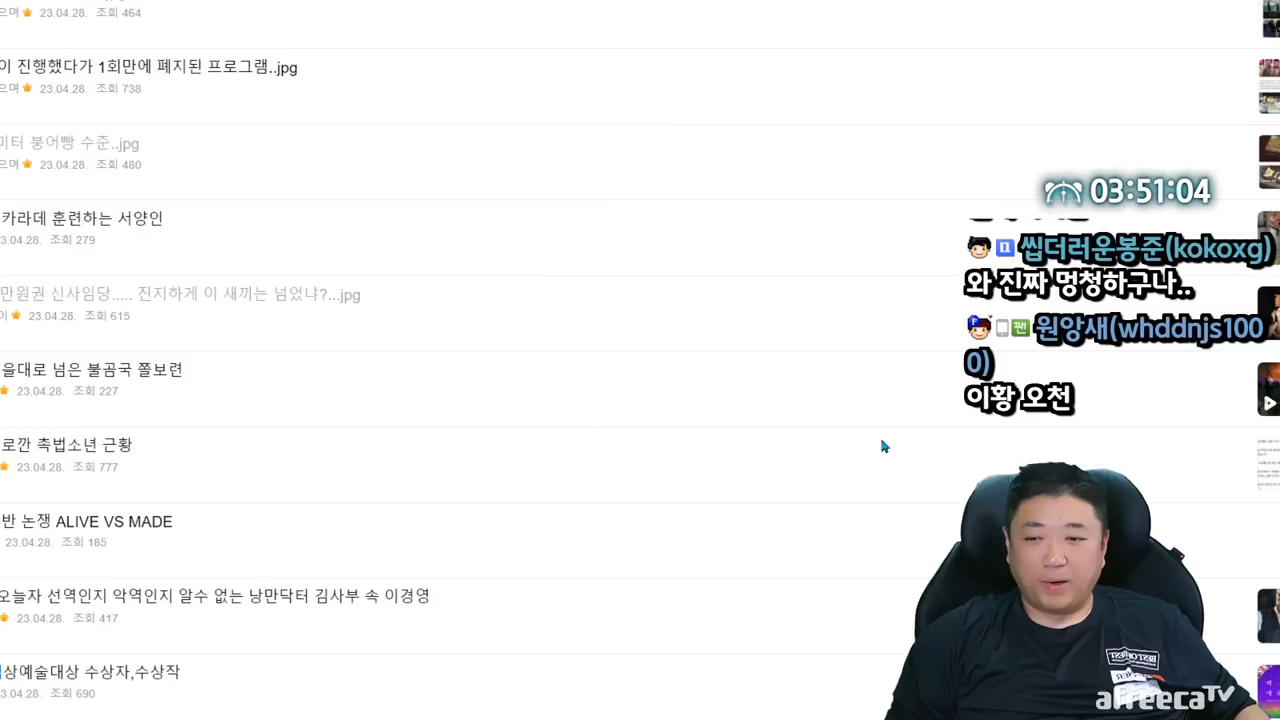 으며 23.04.28. 조회 464
이 진행했다가 1회만에 폐지된 프로그램..jpg
으며 23.04.28. 조회 738
미터 붕어빵 수준..jpg
으며 23.04.28. 조회 480
03:51:04
카라데 훈련하는 서양인
3.04.28. 조회 279
씹더러운봉준(kokoxg)
와 진짜 멍청하구나..
만원권 신사임당..... 진지하게 이 새끼는 넘었냐?...jpg
이 23.04.28. 조회 615
원앙새(whddnjs100
0)
이황 오천
을대로 넘은 불곰국 쫄보련
23.04.28. 조회 227
로깐 촉법소년 근황
23.04.28. 조회 777
반 논쟁 ALIVE VS MADE
23.04.28. 조회 185
오늘자 선역인지 악역인지 알수 없는 낭만닥터 김사부 속 이경영
23.04.28. 조회 417
상예술대상 수상자,수상작
3.04.28. 조회 690
afreecaTV